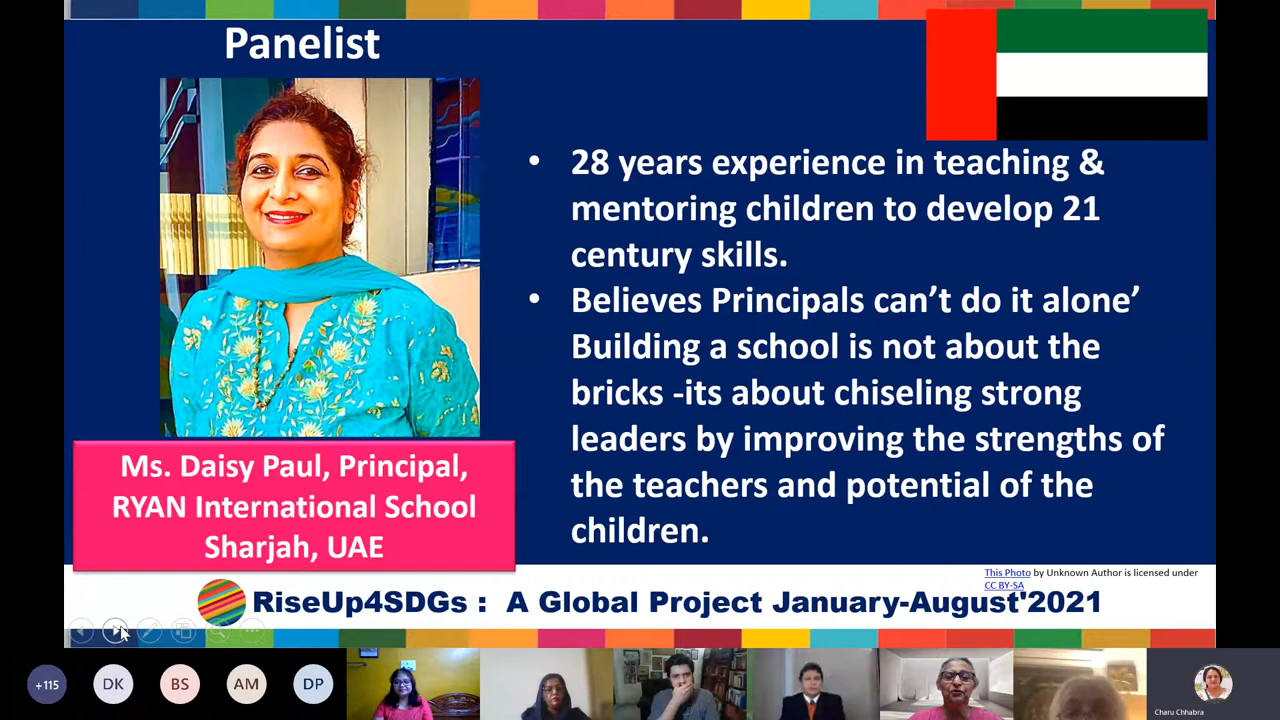 Panelist
• 28 years experience in teaching &
mentoring children to develop 21
century skills.
• Believes Principals can’t do it alone’
Building a school is not about the
bricks -its about chiseling strong
leaders by improving the strengths of
the teachers and potential of the
children.
Ms. Daisy Paul, Principal,
RYAN International School
Sharjah, UAE
This Photo by Unknown Author is licensed under
CC BY-SA
RiseUp4SDGs : A Global Project January-August'2021
+115
DK
BS
AM
DP
Charu Chhabra